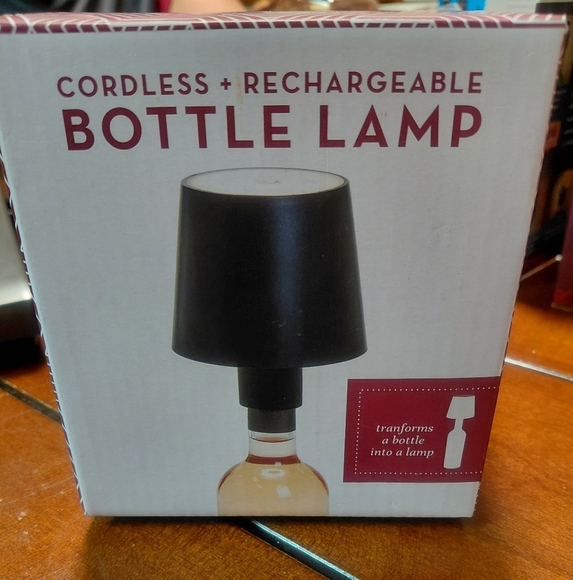 CORDLESS + RECHARGEABLE
BOTTLE LAMP
tranforms
a bottle
into a lamp